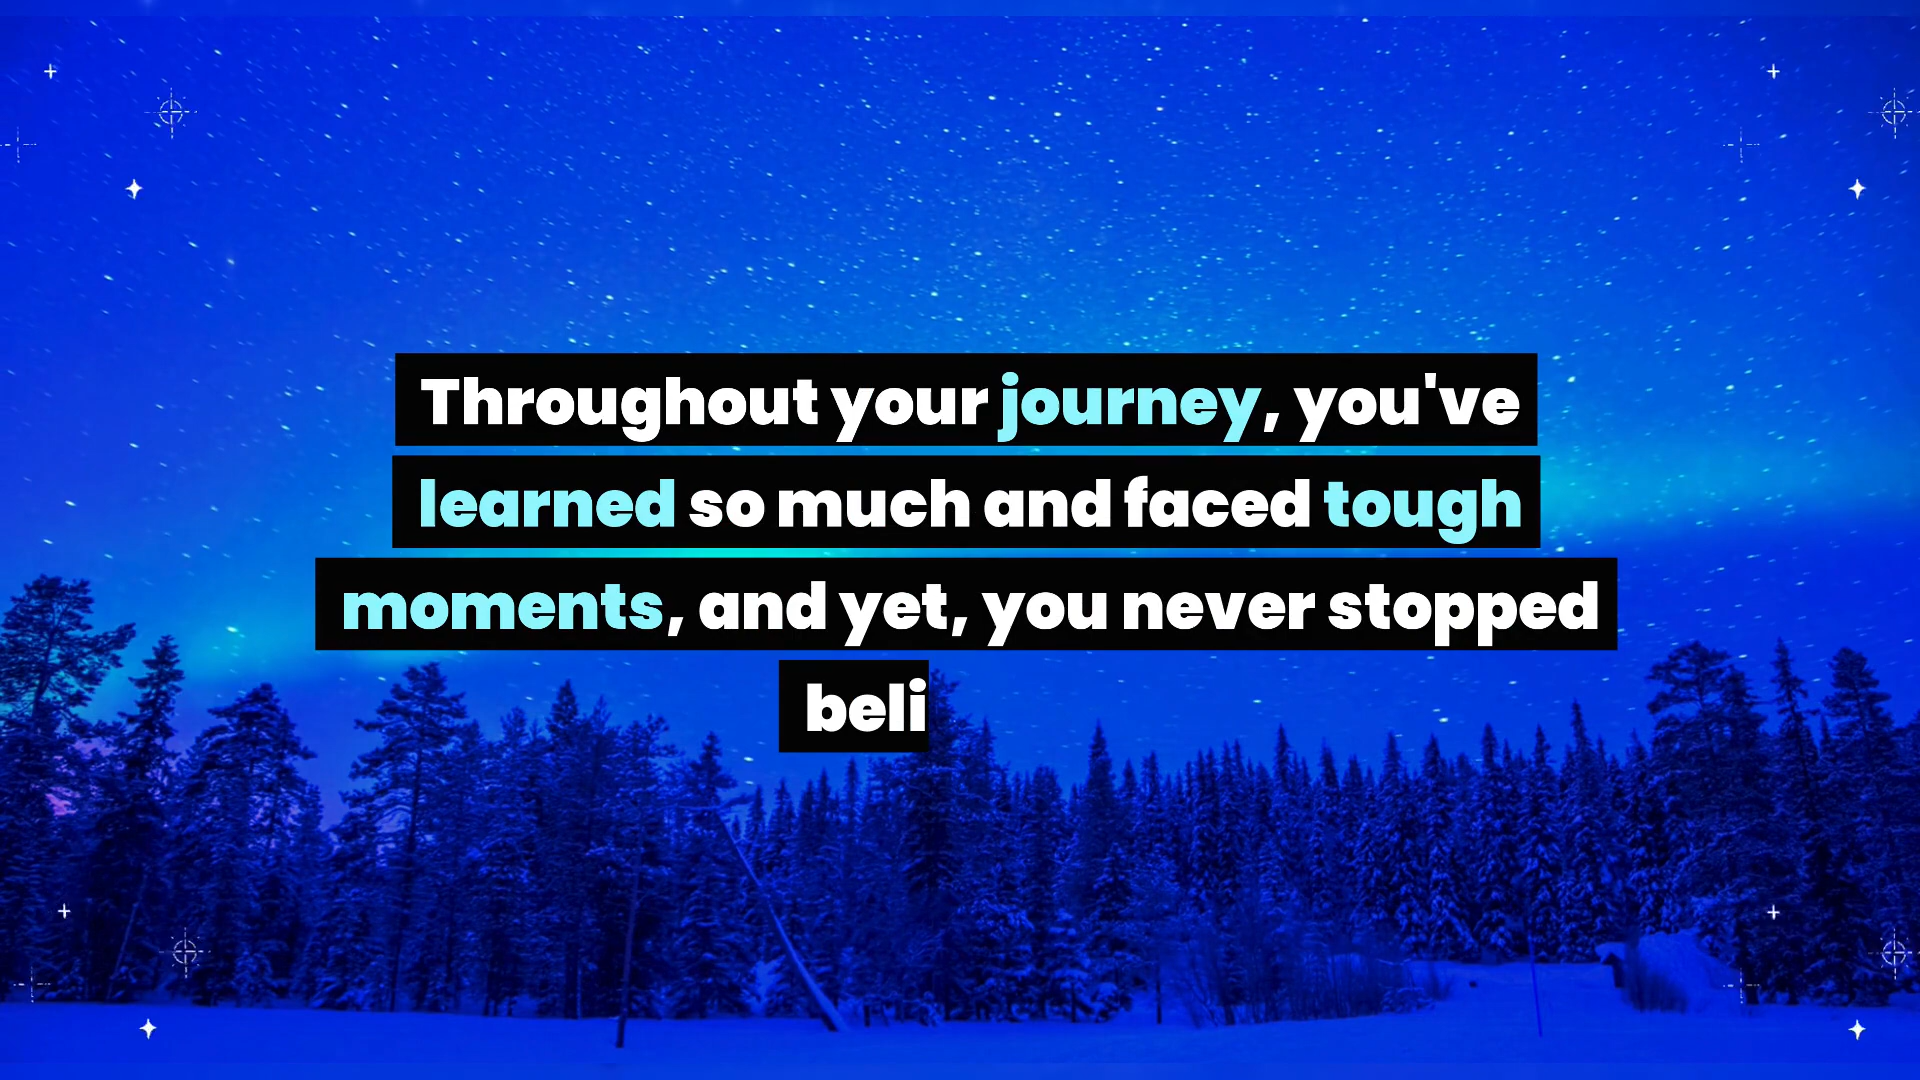 Throughout your journey, you've
learned so much and faced tough
moments, and yet, you never stopped
beli